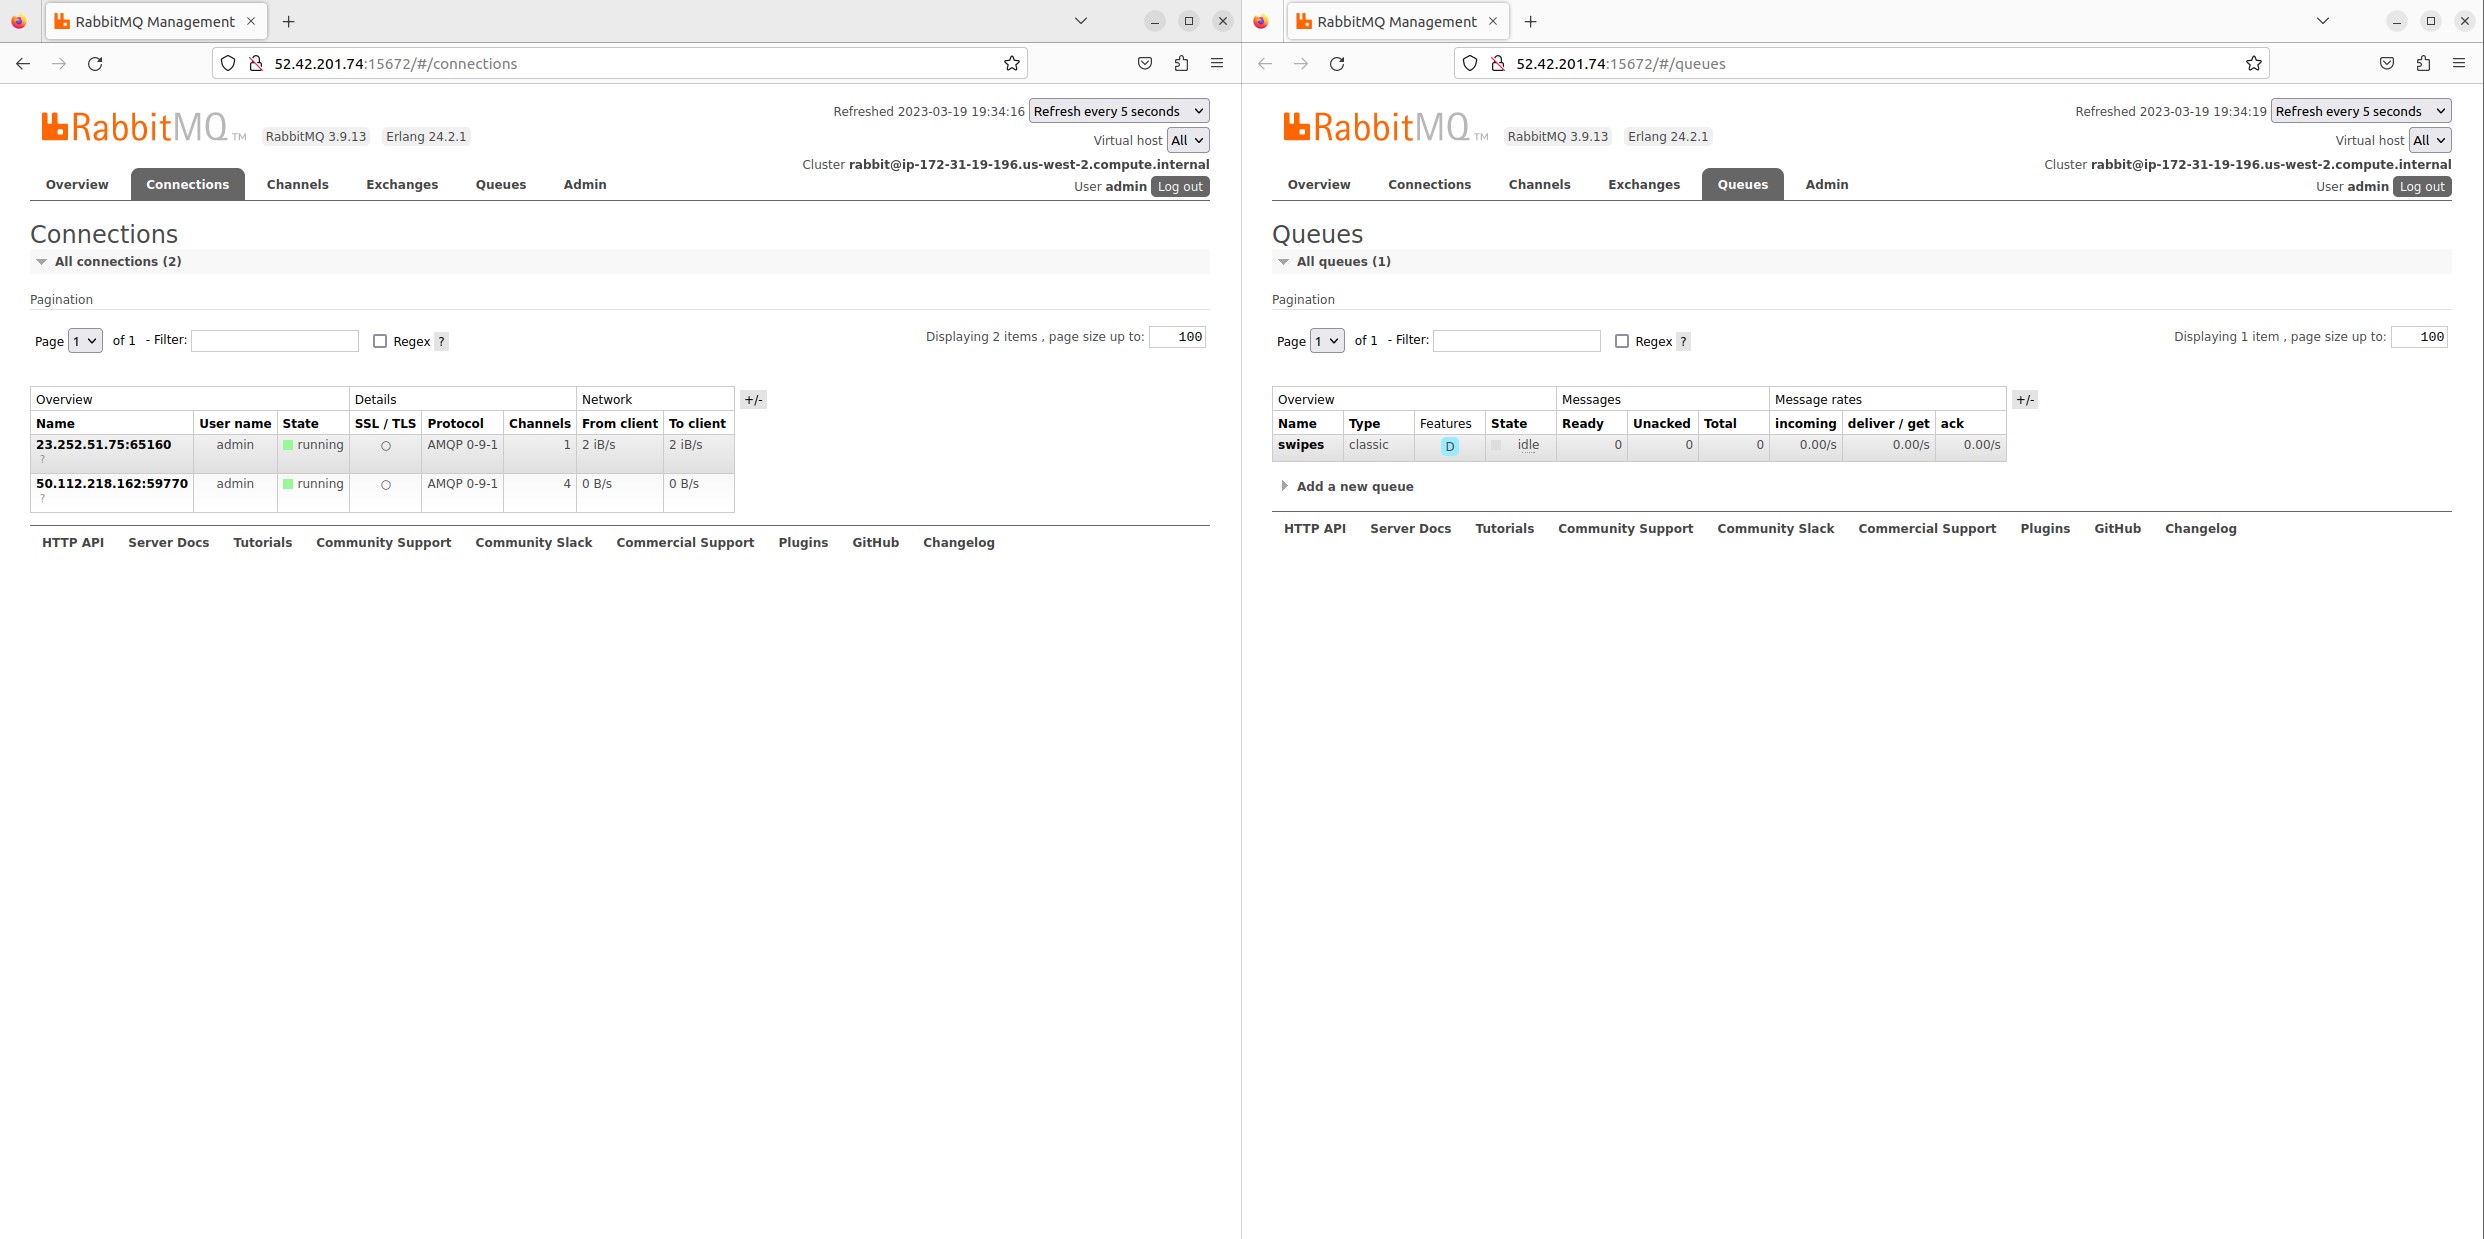 RabbitMQ Management
52.42.201.74:15672/#/connections
RabbitMQ TM RabbitMQ 3.9.13 Erlang 24.2.1
Refreshed 2023-03-19 19:34:16 Refresh every 5 seconds
Virtual host All
Cluster rabbit@ip-172-31-19-196.us-west-2.compute.internal
User admin Log out
Overview Connections Channels Exchanges Queues Admin
Connections
All connections (2)
Pagination
Page 1 of 1 - Filter: Regex ? Displaying 2 items , page size up to: 100
Overview Details Network +/-
Name User name State SSL / TLS Protocol Channels From client To client
23.252.51.75:65160 admin running ○ AMQP 0-9-1 1 2 iB/s 2 iB/s
?
50.112.218.162:59770 admin running ○ AMQP 0-9-1 4 0 B/s 0 B/s
?
HTTP API Server Docs Tutorials Community Support Community Slack Commercial Support Plugins GitHub Changelog
RabbitMQ Management
52.42.201.74:15672/#/queues
RabbitMQ TM RabbitMQ 3.9.13 Erlang 24.2.1
Refreshed 2023-03-19 19:34:19 Refresh every 5 seconds
Virtual host All
Cluster rabbit@ip-172-31-19-196.us-west-2.compute.internal
User admin Log out
Overview Connections Channels Exchanges Queues Admin
Queues
All queues (1)
Pagination
Page 1 of 1 - Filter: Regex ? Displaying 1 item , page size up to: 100
Overview Messages Message rates +/-
Name Type Features State Ready Unacked Total incoming deliver / get ack
swipes classic D idle 0 0 0 0.00/s 0.00/s 0.00/s
Add a new queue
HTTP API Server Docs Tutorials Community Support Community Slack Commercial Support Plugins GitHub Changelog